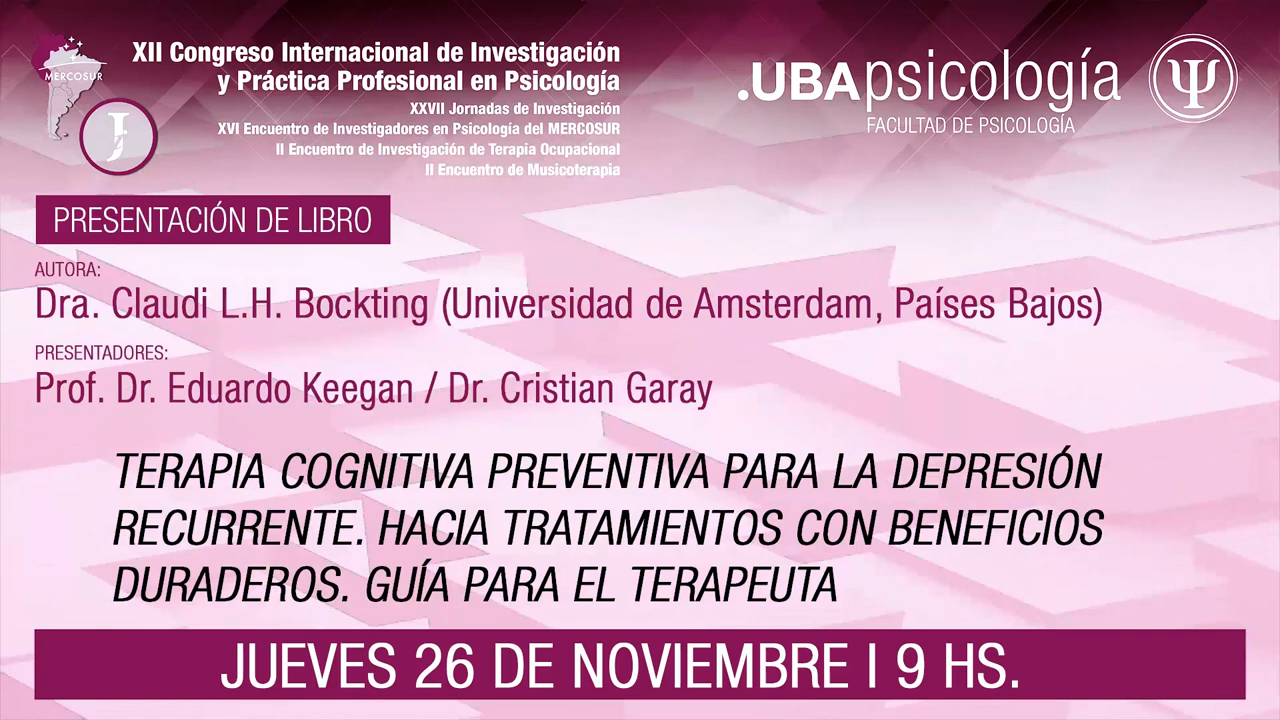 XII Congreso Internacional de Investigación
y Práctica Profesional en Psicología
XXVII Jornadas de Investigación
XVI Encuentro de Investigadores en Psicología del MERCOSUR
II Encuentro de Investigación de Terapia Ocupacional
II Encuentro de Musicoterapia
MERCOSUR
J
.UBApsicología
FACULTAD DE PSICOLOGÍA
Ψ
PRESENTACIÓN DE LIBRO
AUTORA:
Dra. Claudi L.H. Bockting (Universidad de Amsterdam, Países Bajos)
PRESENTADORES:
Prof. Dr. Eduardo Keegan / Dr. Cristian Garay
TERAPIA COGNITIVA PREVENTIVA PARA LA DEPRESIÓN
RECURRENTE. HACIA TRATAMIENTOS CON BENEFICIOS
DURADEROS. GUÍA PARA EL TERAPEUTA
JUEVES 26 DE NOVIEMBRE I 9 HS.